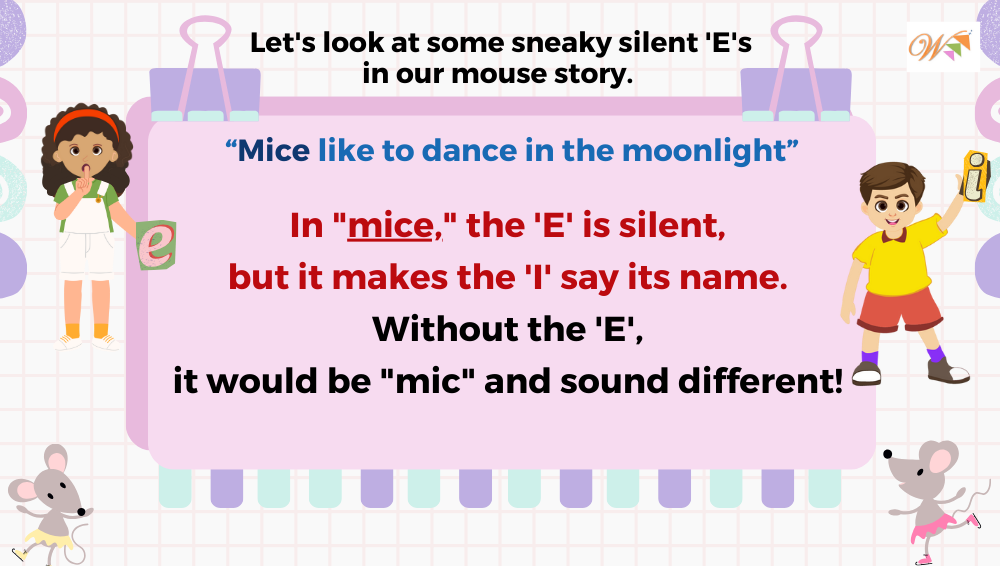 Let's look at some sneaky silent 'E's
in our mouse story.
W
“Mice like to dance in the moonlight”
In "mice," the 'E' is silent,
but it makes the 'I' say its name.
Without the 'E',
it would be "mic" and sound different!
e
i